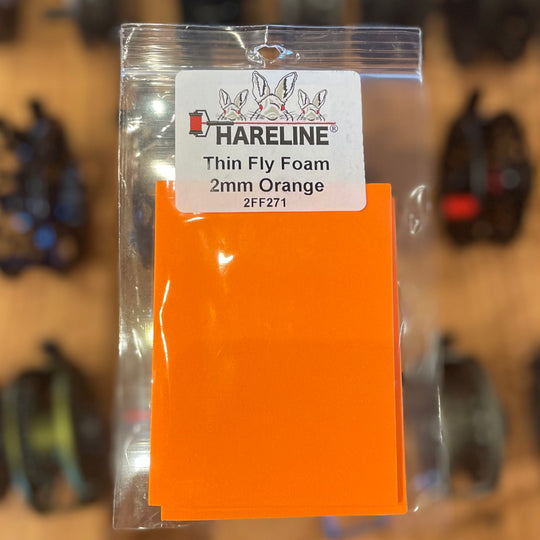 HARELINE®
Thin Fly Foam
2mm Orange
2FF271